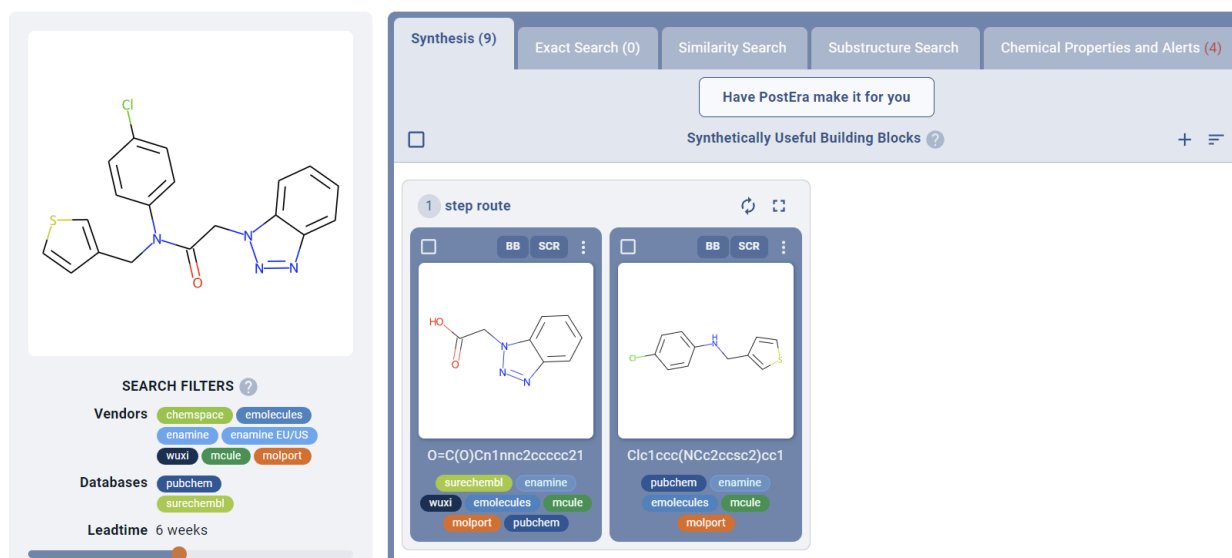 Synthesis (9)
Exact Search (0)
Similarity Search
Substructure Search
Chemical Properties and Alerts (4)
Have PostEra make it for you
Synthetically Useful Building Blocks ?
Cl
S
N
O
N
N
N
1 step route
BB SCR
BB SCR
HO
O
N
N
N
Cl
H
N
S
O=C(O)Cn1nnc2ccccc21
Clc1ccc(NCc2ccsc2)cc1
surechembl enamine
wuxi emolecules mcule
molport pubchem
pubchem enamine
emolecules mcule
molport
SEARCH FILTERS ?
Vendors chemspace emolecules
enamine enamine EU/US
wuxi mcule molport
Databases pubchem
surechembl
Leadtime 6 weeks